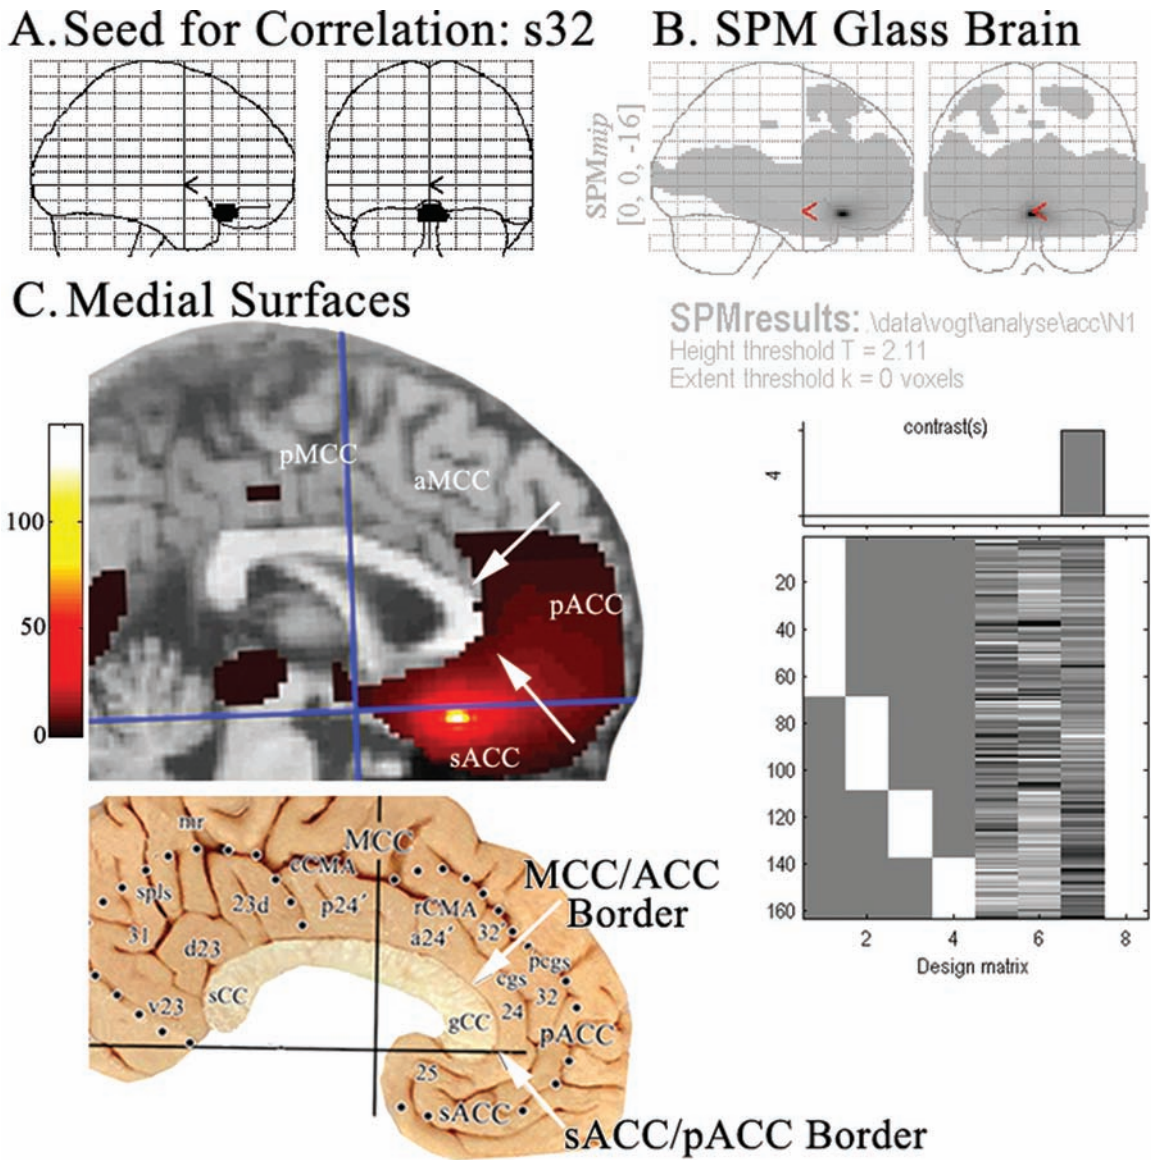 A. Seed for Correlation: s32
B. SPM Glass Brain
SPMmip
[0, 0, -16]
<
<
<
<
C. Medial Surfaces
SPMresults: .\data\vogt\analyse\acc\N1
Height threshold T = 2.11
Extent threshold k = 0 voxels
100
50
0
pMCC
aMCC
pACC
sACC
contrast(s)
4
20
40
60
80
100
120
140
160
2 4 6 8
Design matrix
mr
MCC
cCMA
spls
23d
p24´
rCMA
a24´
32´
31
d23
pcgs
cgs
v23
sCC
24
32
gCC
pACC
25
sACC
MCC/ACC
Border
sACC/pACC Border